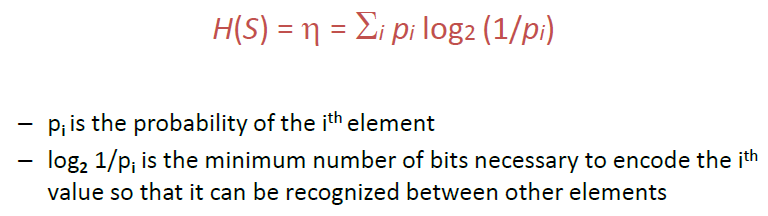 H(S) = η = Σᵢ pᵢ log₂ (1/pᵢ)
– pᵢ is the probability of the iᵗʰ element
– log₂ 1/pᵢ is the minimum number of bits necessary to encode the iᵗʰ
value so that it can be recognized between other elements